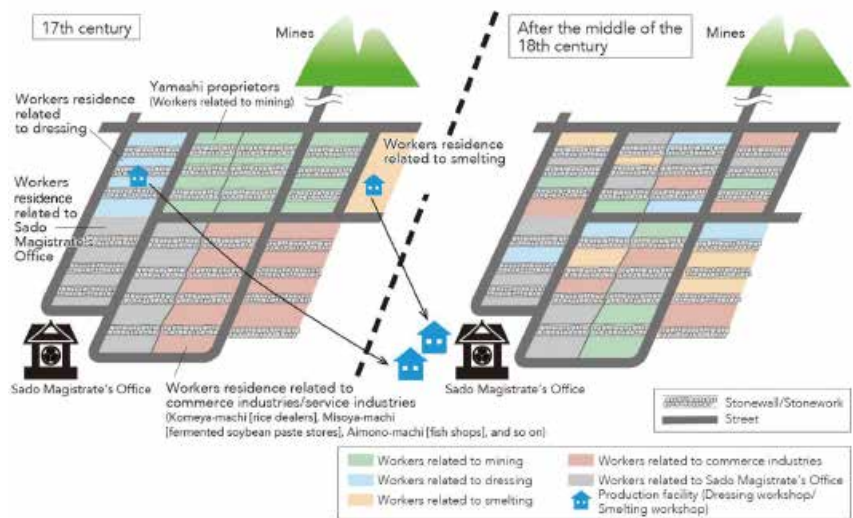 17th century
Mines
Yamashi proprietors
(Workers related to mining)
Workers residence
related
to dressing
Workers residence
related to smelting
Workers
residence
related to
Sado
Magistrate's
Office
Sado Magistrate's Office
Workers residence related to
commerce industries/service industries
(Komeya-machi [rice dealers], Misoya-machi
[fermented soybean paste stores], Aimono-machi [fish shops], and so on)
After the middle of the
18th century
Mines
Sado Magistrate's Office
Stonewall/Stonework
Street
Workers related to mining
Workers related to dressing
Workers related to smelting
Workers related to commerce industries
Workers related to Sado Magistrate's Office
Production facility (Dressing workshop/
Smelting workshop)